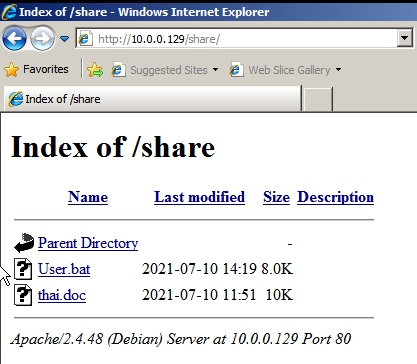 Index of /share - Windows Internet Explorer
http://10.0.0.129/share/
Favorites Suggested Sites Web Slice Gallery
Index of /share
Index of /share
Name Last modified Size Description
Parent Directory -
User.bat 2021-07-10 14:19 8.0K
thai.doc 2021-07-10 11:51 10K
Apache/2.4.48 (Debian) Server at 10.0.0.129 Port 80